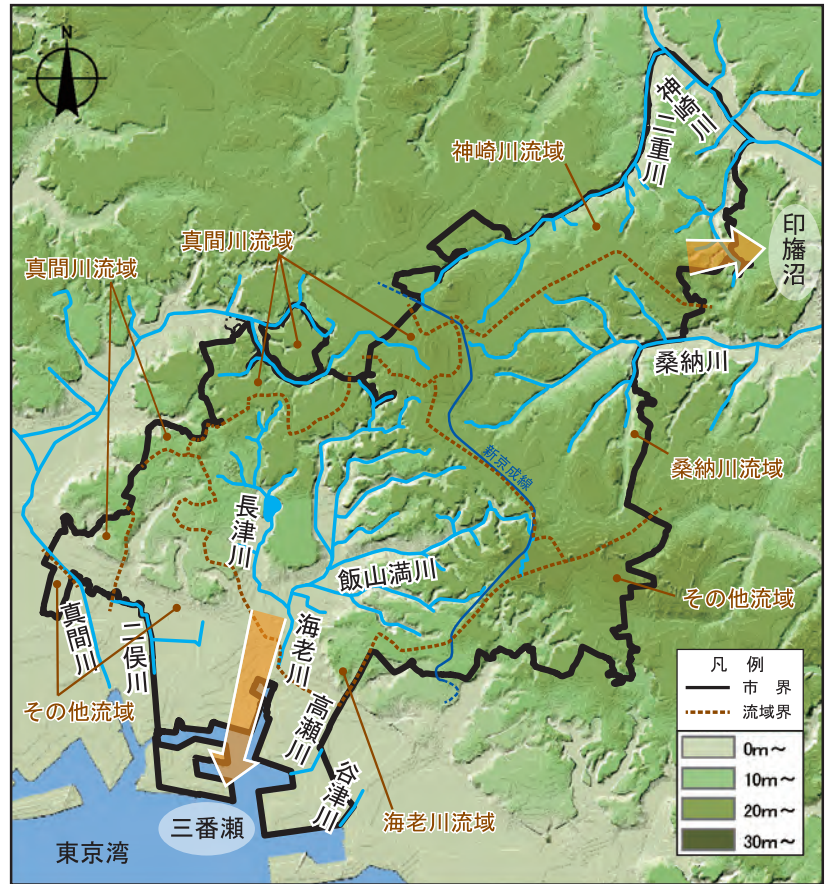 N
神崎川
二重川
神崎川流域
印旛沼
真間川流域
真間川流域
桑納川
新京成線
桑納川流域
長津川
飯山満川
その他流域
真間川
二俣川
海老川
高瀬川
谷津川
その他流域
海老川流域
三番瀬
東京湾
凡 例
市 界
流域界
0m～
10m～
20m～
30m～